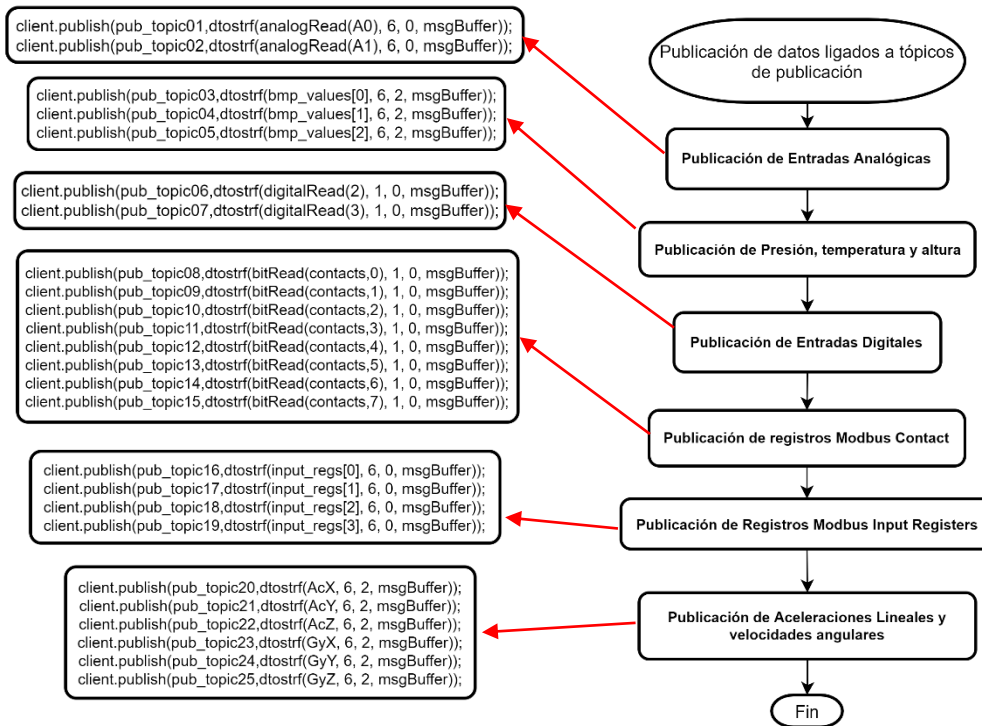 client.publish(pub_topic01,dtostrf(analogRead(A0), 6, 0, msgBuffer));
client.publish(pub_topic02,dtostrf(analogRead(A1), 6, 0, msgBuffer));
client.publish(pub_topic03,dtostrf(bmp_values[0], 6, 2, msgBuffer));
client.publish(pub_topic04,dtostrf(bmp_values[1], 6, 2, msgBuffer));
client.publish(pub_topic05,dtostrf(bmp_values[2], 6, 2, msgBuffer));
client.publish(pub_topic06,dtostrf(digitalRead(2), 1, 0, msgBuffer));
client.publish(pub_topic07,dtostrf(digitalRead(3), 1, 0, msgBuffer));
client.publish(pub_topic08,dtostrf(bitRead(contacts,0), 1, 0, msgBuffer));
client.publish(pub_topic09,dtostrf(bitRead(contacts,1), 1, 0, msgBuffer));
client.publish(pub_topic10,dtostrf(bitRead(contacts,2), 1, 0, msgBuffer));
client.publish(pub_topic11,dtostrf(bitRead(contacts,3), 1, 0, msgBuffer));
client.publish(pub_topic12,dtostrf(bitRead(contacts,4), 1, 0, msgBuffer));
client.publish(pub_topic13,dtostrf(bitRead(contacts,5), 1, 0, msgBuffer));
client.publish(pub_topic14,dtostrf(bitRead(contacts,6), 1, 0, msgBuffer));
client.publish(pub_topic15,dtostrf(bitRead(contacts,7), 1, 0, msgBuffer));
client.publish(pub_topic16,dtostrf(input_regs[0], 6, 0, msgBuffer));
client.publish(pub_topic17,dtostrf(input_regs[1], 6, 0, msgBuffer));
client.publish(pub_topic18,dtostrf(input_regs[2], 6, 0, msgBuffer));
client.publish(pub_topic19,dtostrf(input_regs[3], 6, 0, msgBuffer));
client.publish(pub_topic20,dtostrf(AcX, 6, 2, msgBuffer));
client.publish(pub_topic21,dtostrf(AcY, 6, 2, msgBuffer));
client.publish(pub_topic22,dtostrf(AcZ, 6, 2, msgBuffer));
client.publish(pub_topic23,dtostrf(GyX, 6, 2, msgBuffer));
client.publish(pub_topic24,dtostrf(GyY, 6, 2, msgBuffer));
client.publish(pub_topic25,dtostrf(GyZ, 6, 2, msgBuffer));
Publicación de datos ligados a tópicos
de publicación
Publicación de Entradas Analógicas
Publicación de Presión, temperatura y altura
Publicación de Entradas Digitales
Publicación de registros Modbus Contact
Publicación de Registros Modbus Input Registers
Publicación de Aceleraciones Lineales y
velocidades angulares
Fin